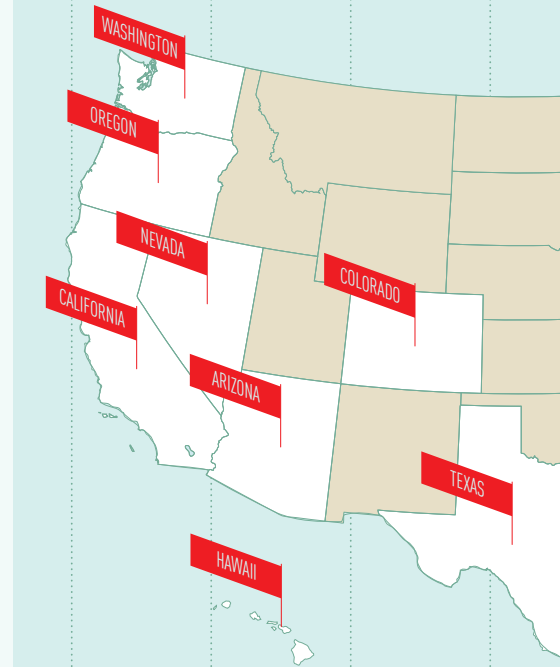 WASHINGTON
OREGON
NEVADA
COLORADO
CALIFORNIA
ARIZONA
TEXAS
HAWAII